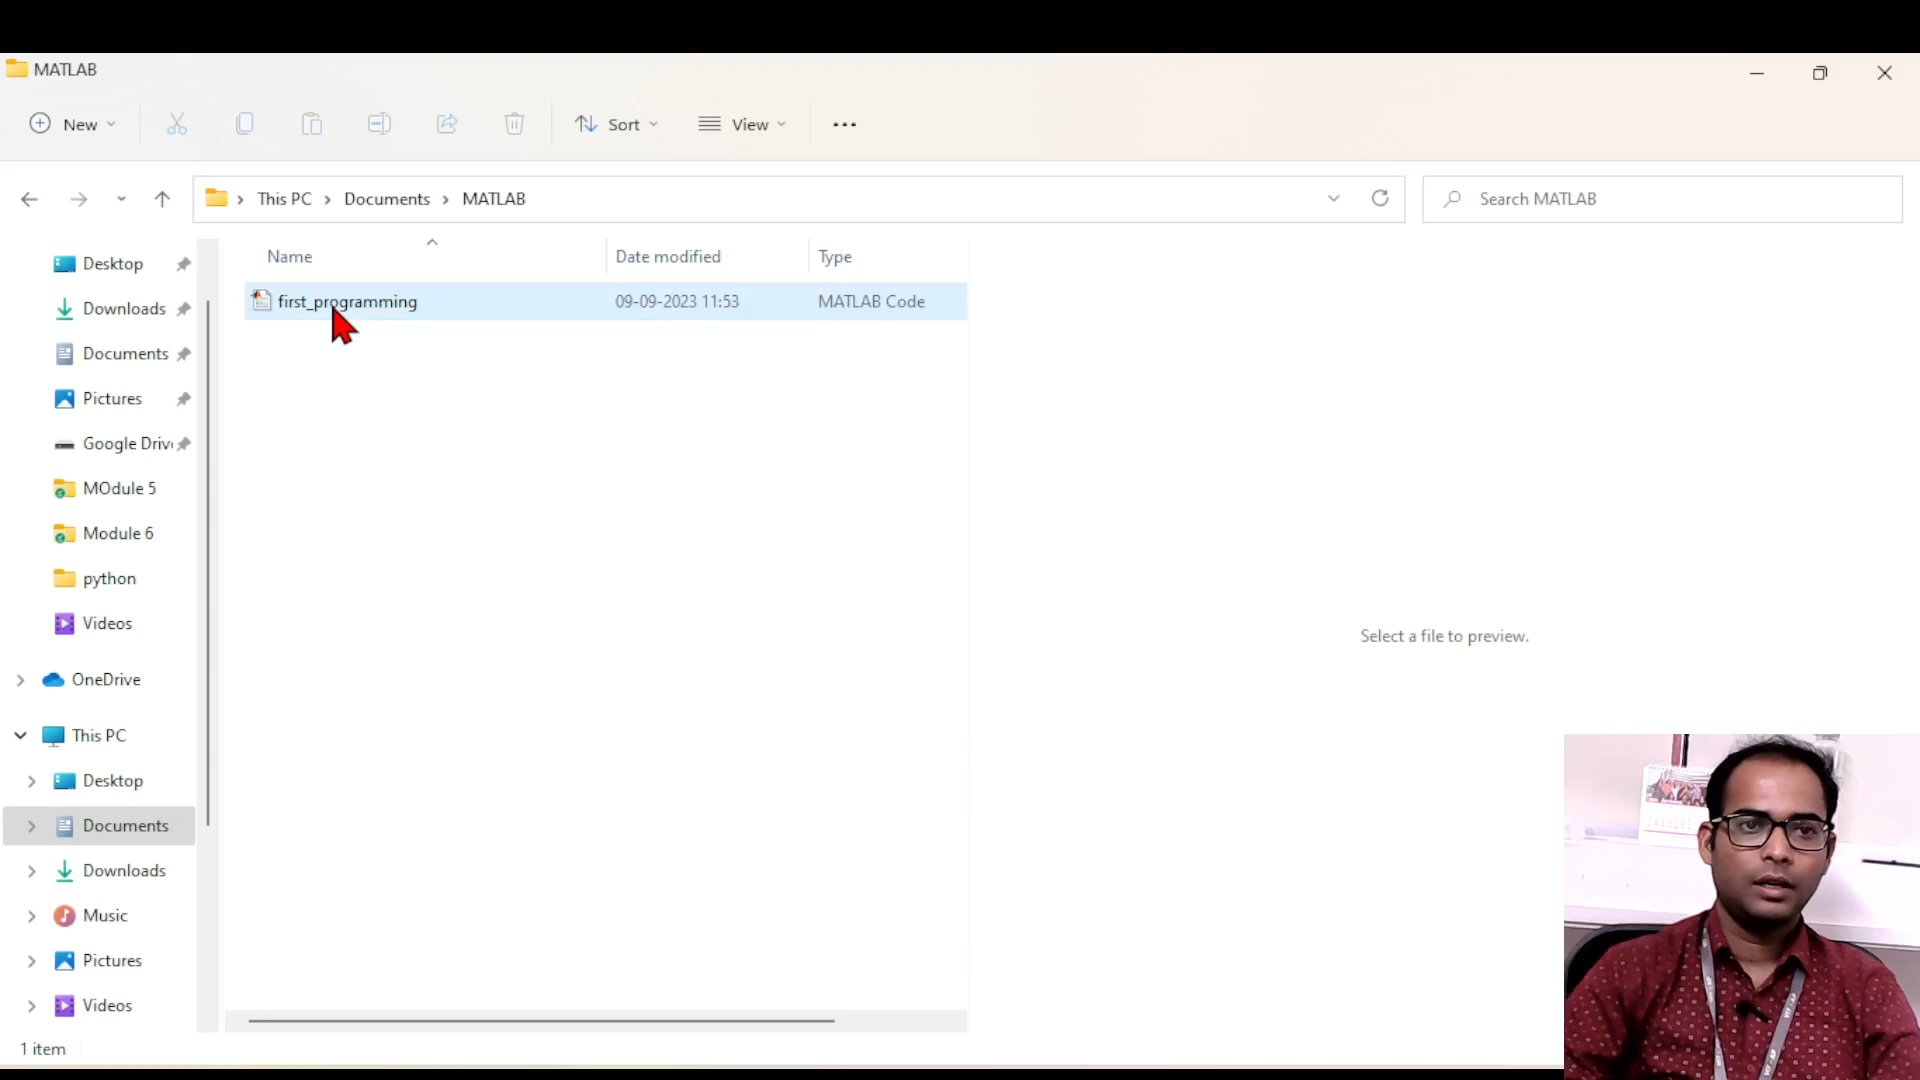 MATLAB
New
Sort
View
This PC > Documents > MATLAB
Search MATLAB
Name
Date modified
Type
first_programming
09-09-2023 11:53
MATLAB Code
Desktop
Downloads
Documents
Pictures
Google Driv
MOdule 5
Module 6
python
Videos
OneDrive
This PC
Desktop
Documents
Downloads
Music
Pictures
Videos
Select a file to preview.
1 item